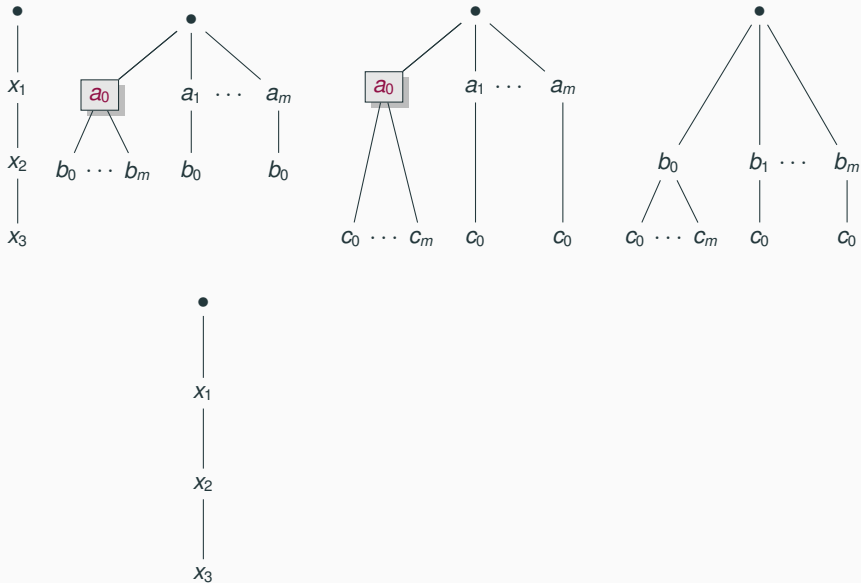 x₁ a₀ a₁ ⋯ aₘ a₀ a₁ ⋯ aₘ
x₂ b₀ ⋯ bₘ b₀ b₀ b₀ b₁ ⋯ bₘ
x₃ c₀ ⋯ cₘ c₀ c₀ c₀ ⋯ cₘ c₀ c₀
x₁
x₂
x₃